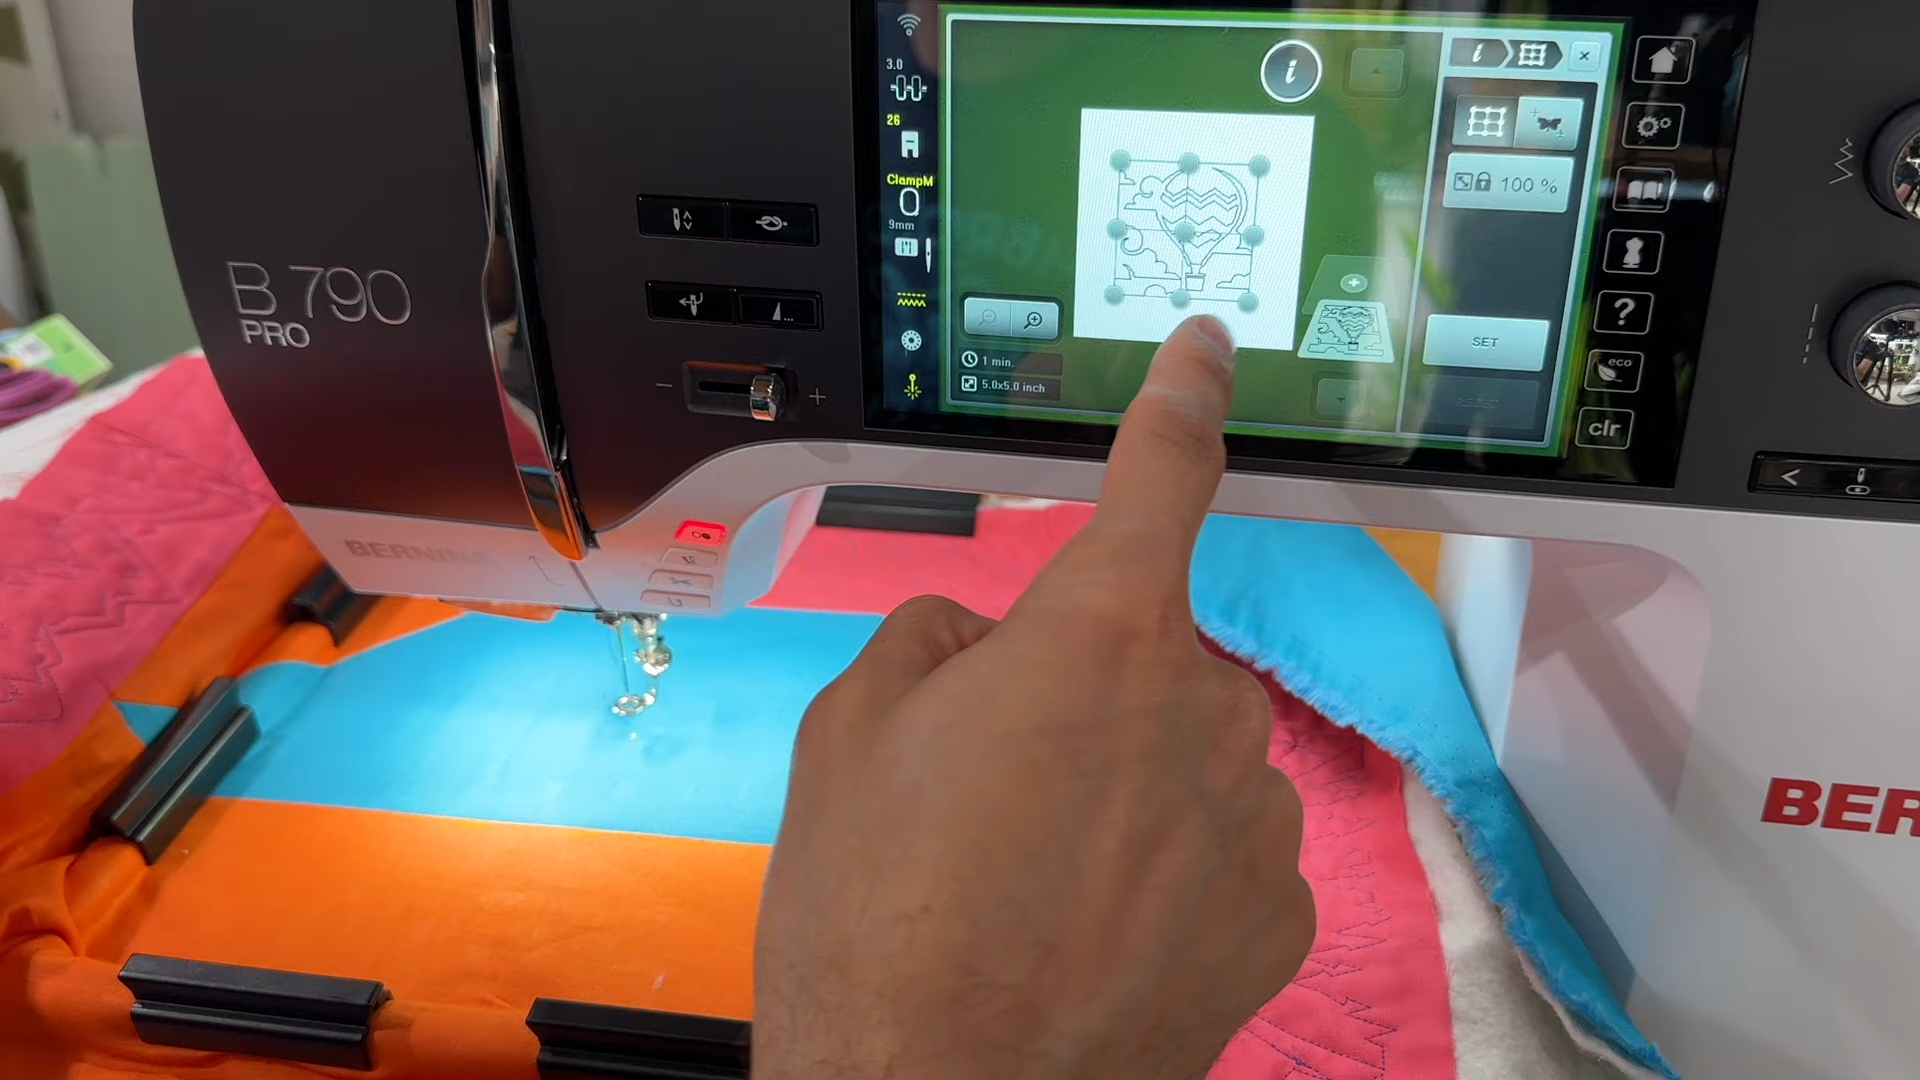 B 790
PRO
BERNINA
3.0
26
ClampM
9mm
i
i
100 %
SET
RESET
1 min.
5.0x5.0 inch
?
eco
clr
BER